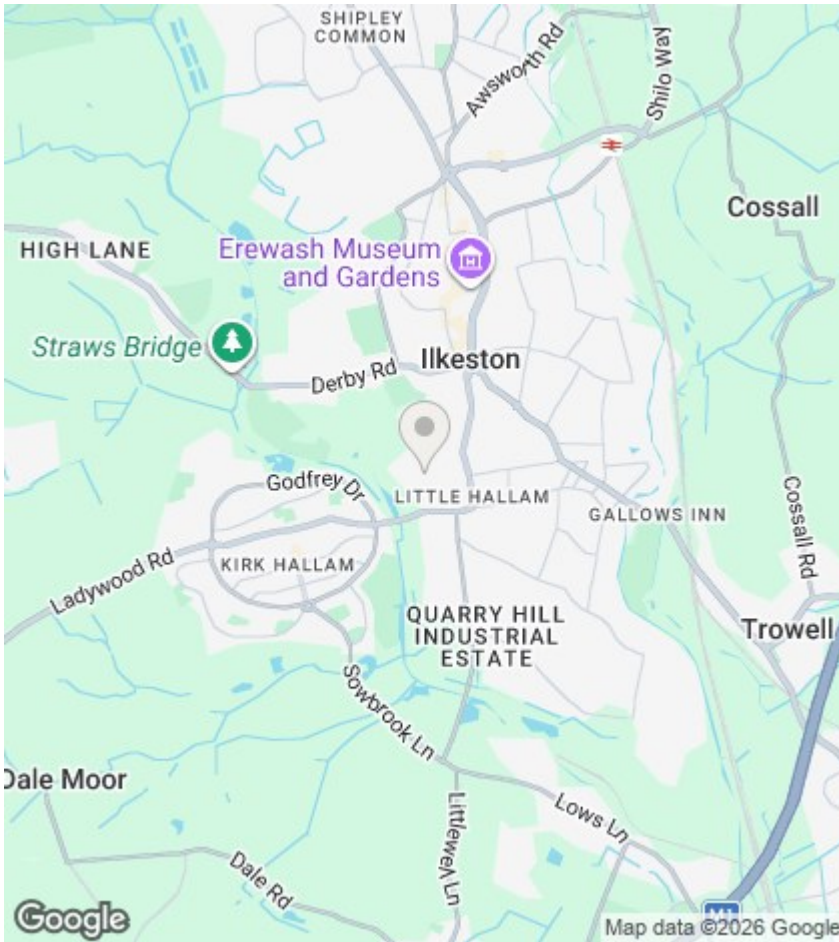 SHIPLEY
COMMON
Awsworth Rd
Shilo Way
Cossall
HIGH LANE
Erewash Museum
and Gardens
Straws Bridge
Derby Rd
Ilkeston
Godfrey Dr
LITTLE HALLAM
GALLOWS INN
Cossall Rd
Ladywood Rd
KIRK HALLAM
QUARRY HILL
INDUSTRIAL
ESTATE
Trowell
Sowbrook Ln
Dale Moor
Littlewell Ln
Lows Ln
Dale Rd
M1
Google
Map data ©2026 Google